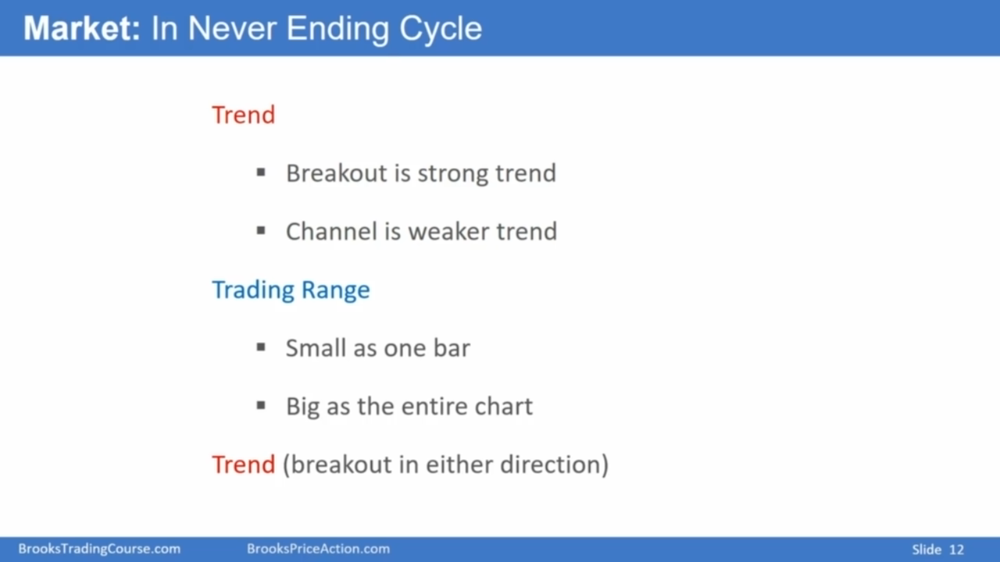 Market: In Never Ending Cycle
Trend
▪ Breakout is strong trend
▪ Channel is weaker trend
Trading Range
▪ Small as one bar
▪ Big as the entire chart
Trend (breakout in either direction)
BrooksTradingCourse.com BrooksPriceAction.com Slide 12